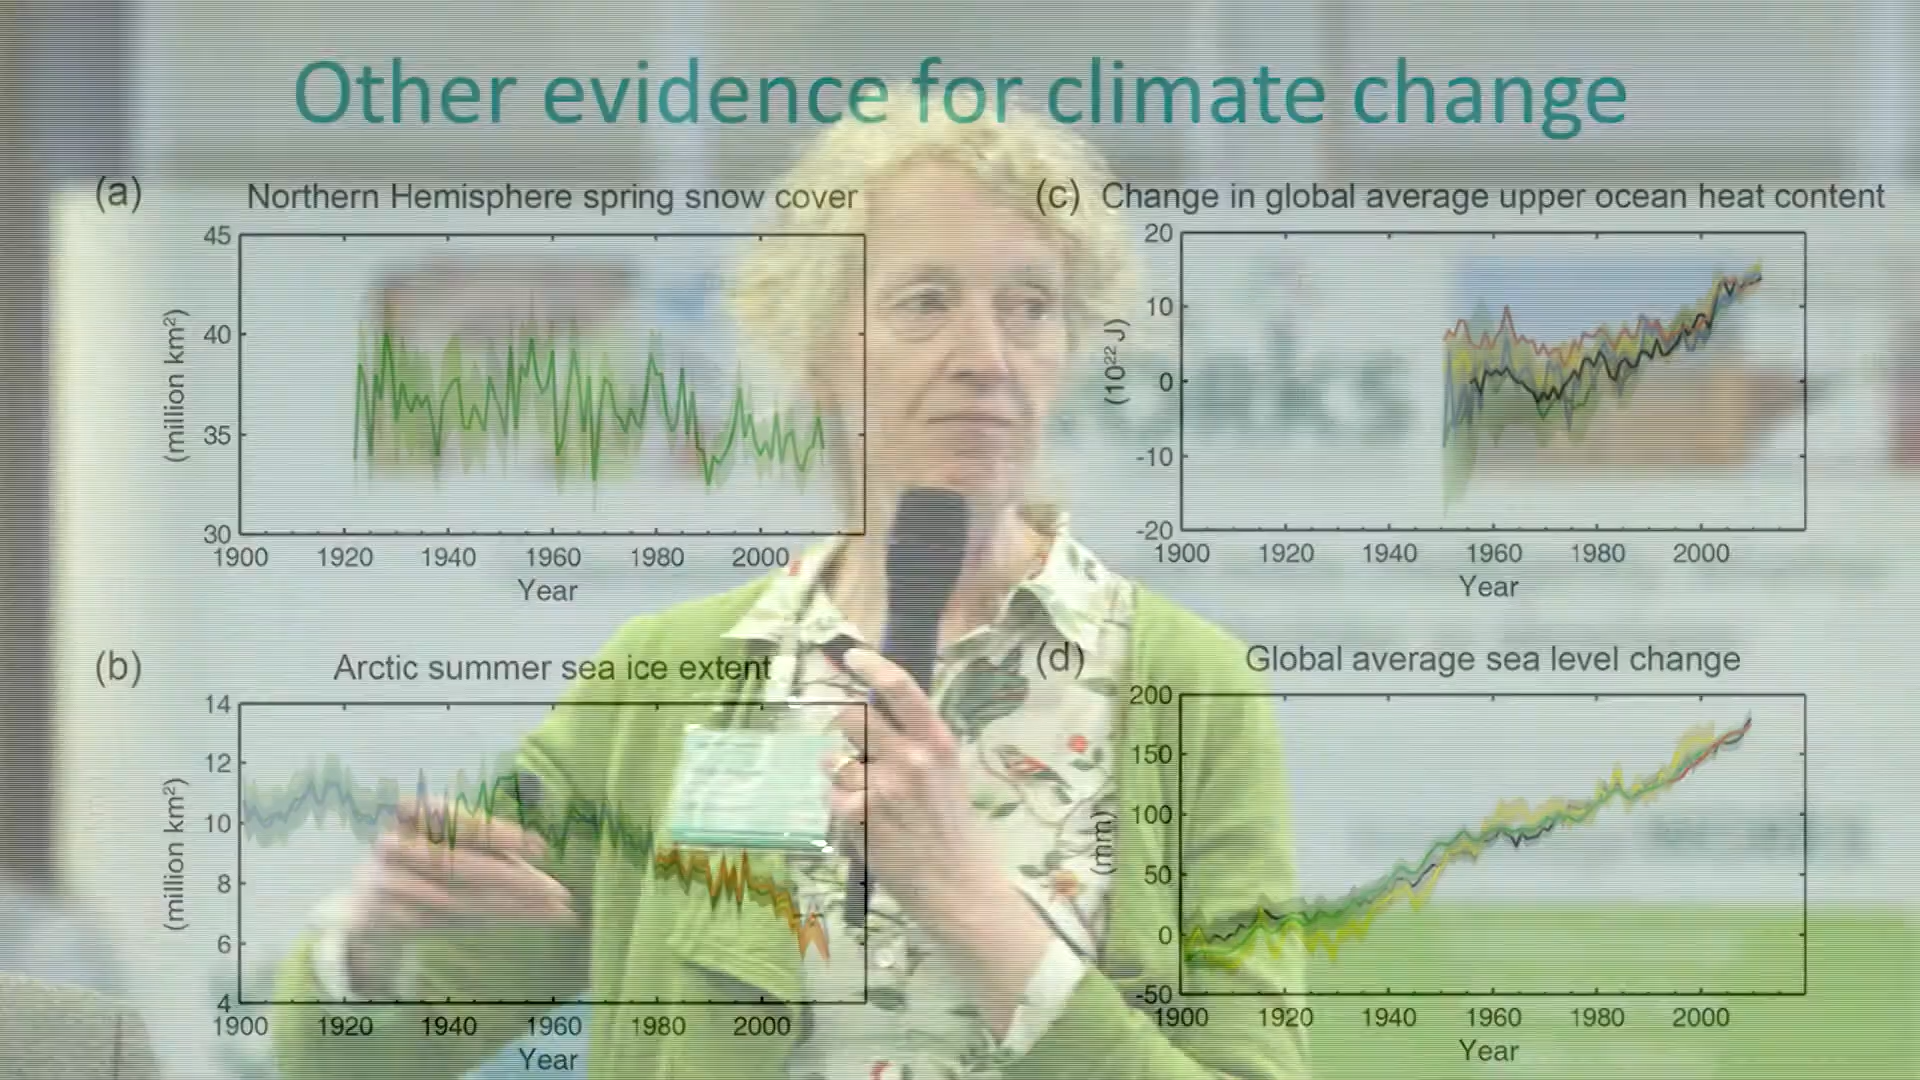 Other evidence for climate change
(a) Northern Hemisphere spring snow cover
45
40
35
30
(million km²)
1900 1920 1940 1960 1980 2000
Year
(c) Change in global average upper ocean heat content
20
10
0
-10
-20
(10²² J)
1900 1920 1940 1960 1980 2000
Year
(b) Arctic summer sea ice extent
14
12
10
8
6
4
(million km²)
1900 1920 1940 1960 1980 2000
Year
(d) Global average sea level change
200
150
100
50
0
-50
(mm)
1900 1920 1940 1960 1980 2000
Year